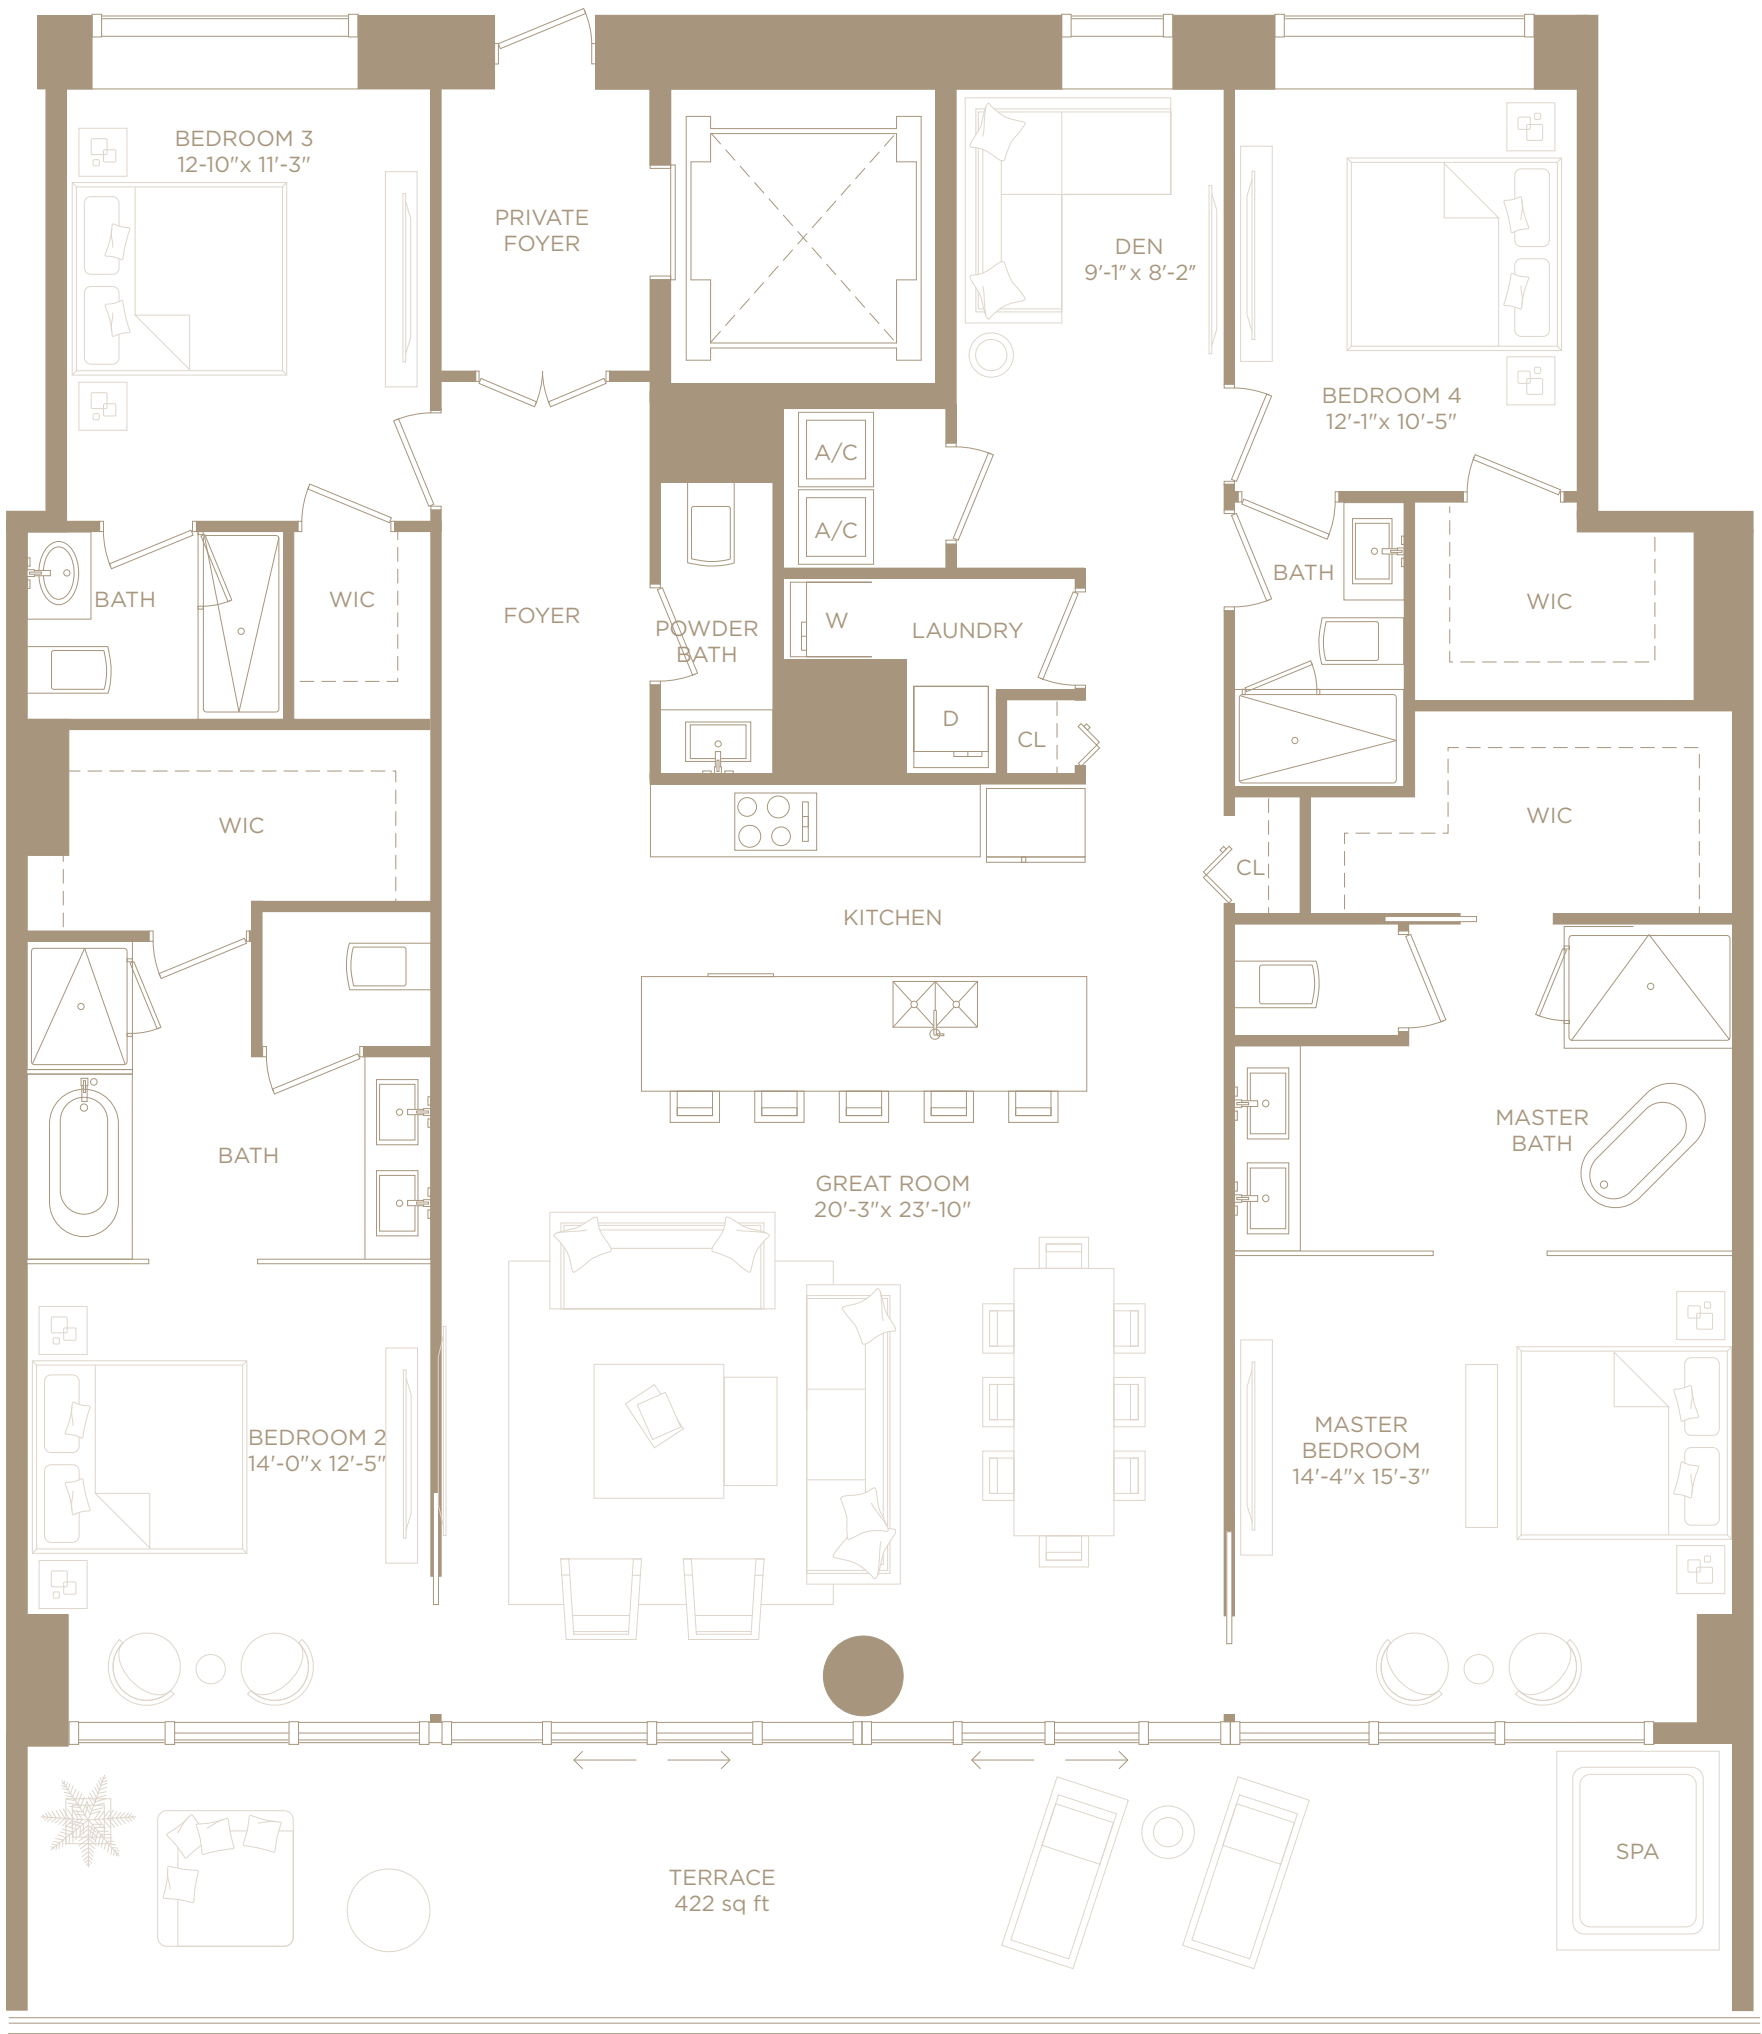 BEDROOM 3
12-10"x 11'-3"
PRIVATE
FOYER
DEN
9'-1"x 8'-2"
BEDROOM 4
12'-1"x 10'-5"
A/C
A/C
BATH
WIC
FOYER
POWDER
BATH
W
LAUNDRY
BATH
WIC
D
CL
WIC
CL
WIC
KITCHEN
BATH
MASTER
BATH
GREAT ROOM
20'-3"x 23'-10"
BEDROOM 2
14'-0"x 12'-5"
MASTER
BEDROOM
14'-4"x 15'-3"
TERRACE
422 sq ft
SPA